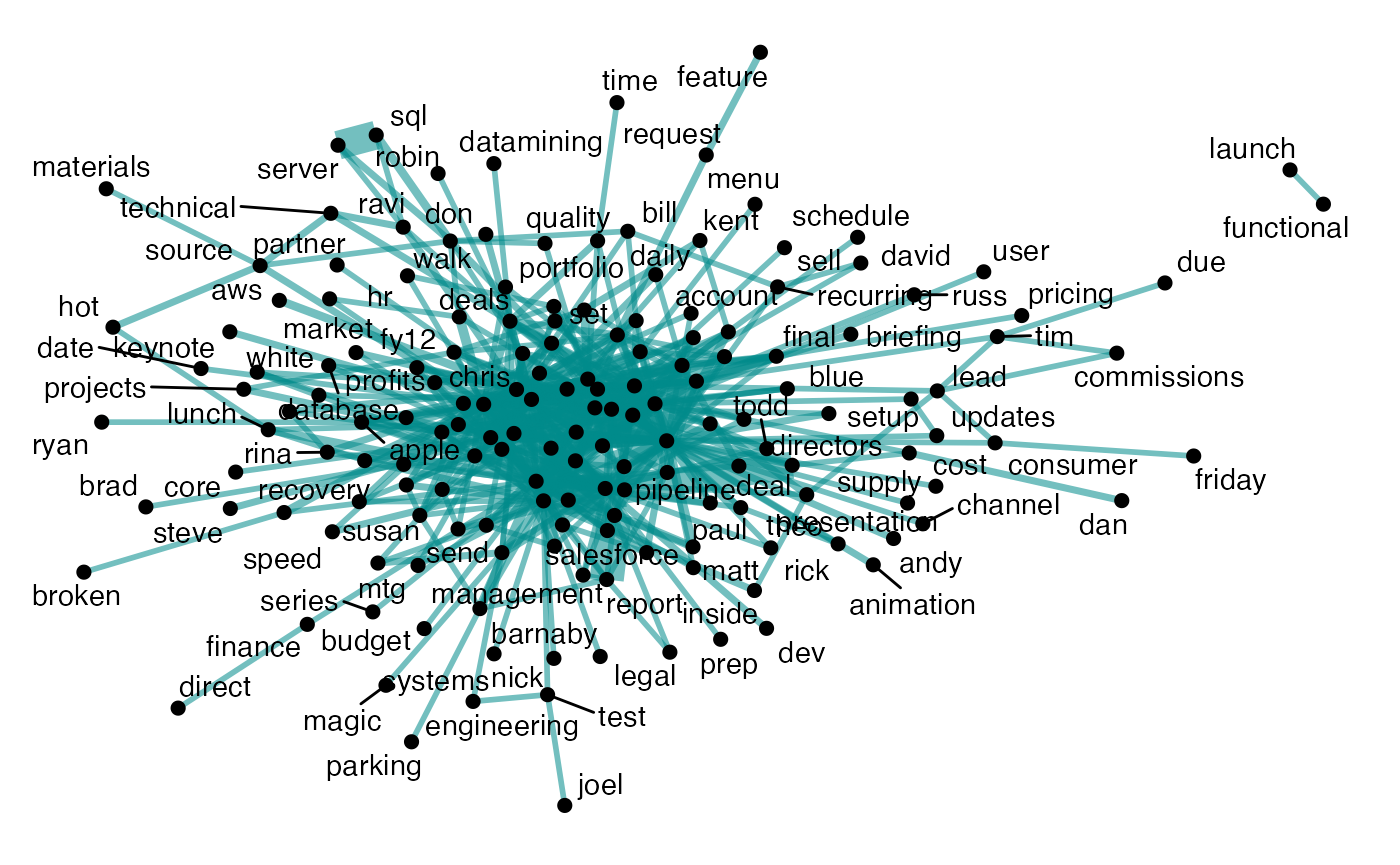 feature
time
sql
request
datamining
launch
robin
materials
server
menu
technical
ravi
don
quality
bill
kent
schedule
functional
source
partner
walk
portfolio
daily
sell
david
user
due
aws
hr
deals
set
account
recurring
russ
pricing
hot
market
fy12
final
briefing
tim
date
keynote
white
profits
chris
blue
lead
commissions
projects
lunch
database
todd
setup
updates
ryan
rina
apple
directors
cost
consumer
brad
core
recovery
pipeline
deal
supply
friday
steve
susan
paul
theo
presentation
channel
dan
speed
send
salesforce
matt
rick
andy
broken
series
mtg
management
report
inside
animation
finance
budget
barnaby
legal
prep
dev
direct
systems
nick
magic
engineering
test
parking
joel